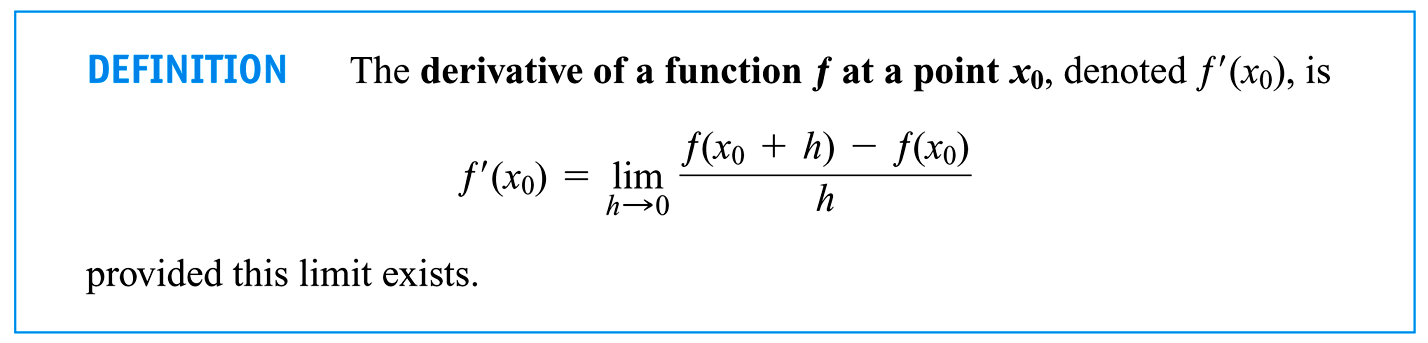 DEFINITION The derivative of a function f at a point x₀, denoted f′(x₀), is
f′(x₀) = lim h→0 f(x₀ + h) − f(x₀) / h
provided this limit exists.